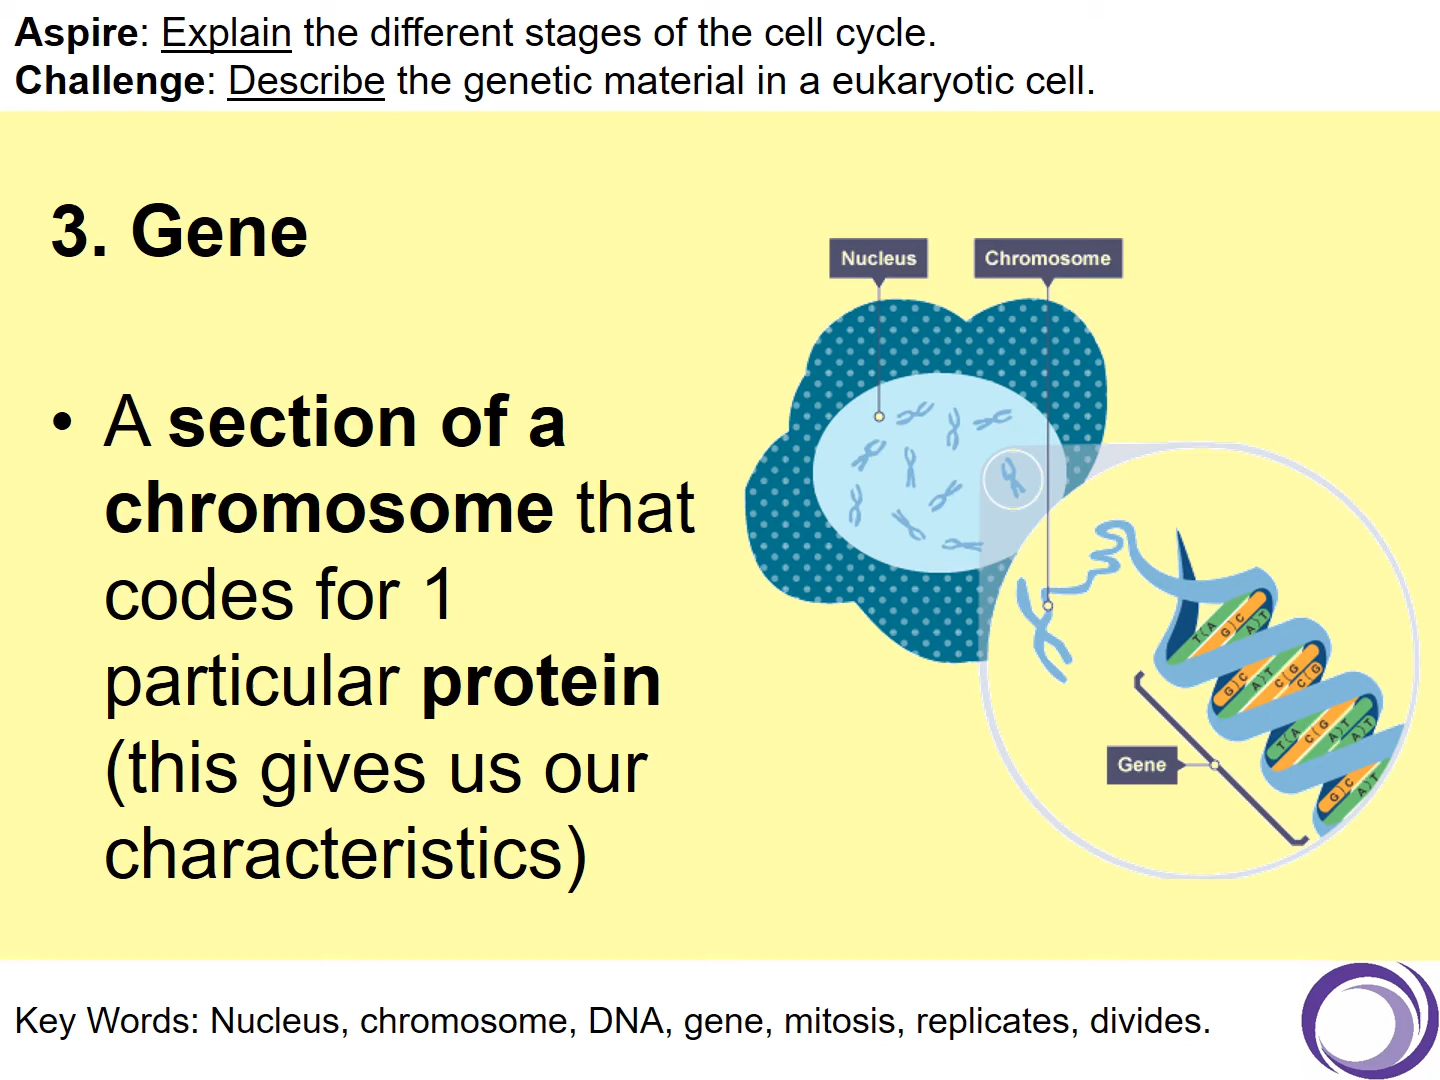 Aspire: Explain the different stages of the cell cycle.
Challenge: Describe the genetic material in a eukaryotic cell.
3. Gene
• A section of a
chromosome that
codes for 1
particular protein
(this gives us our
characteristics)
Nucleus
Chromosome
Gene
Key Words: Nucleus, chromosome, DNA, gene, mitosis, replicates, divides.